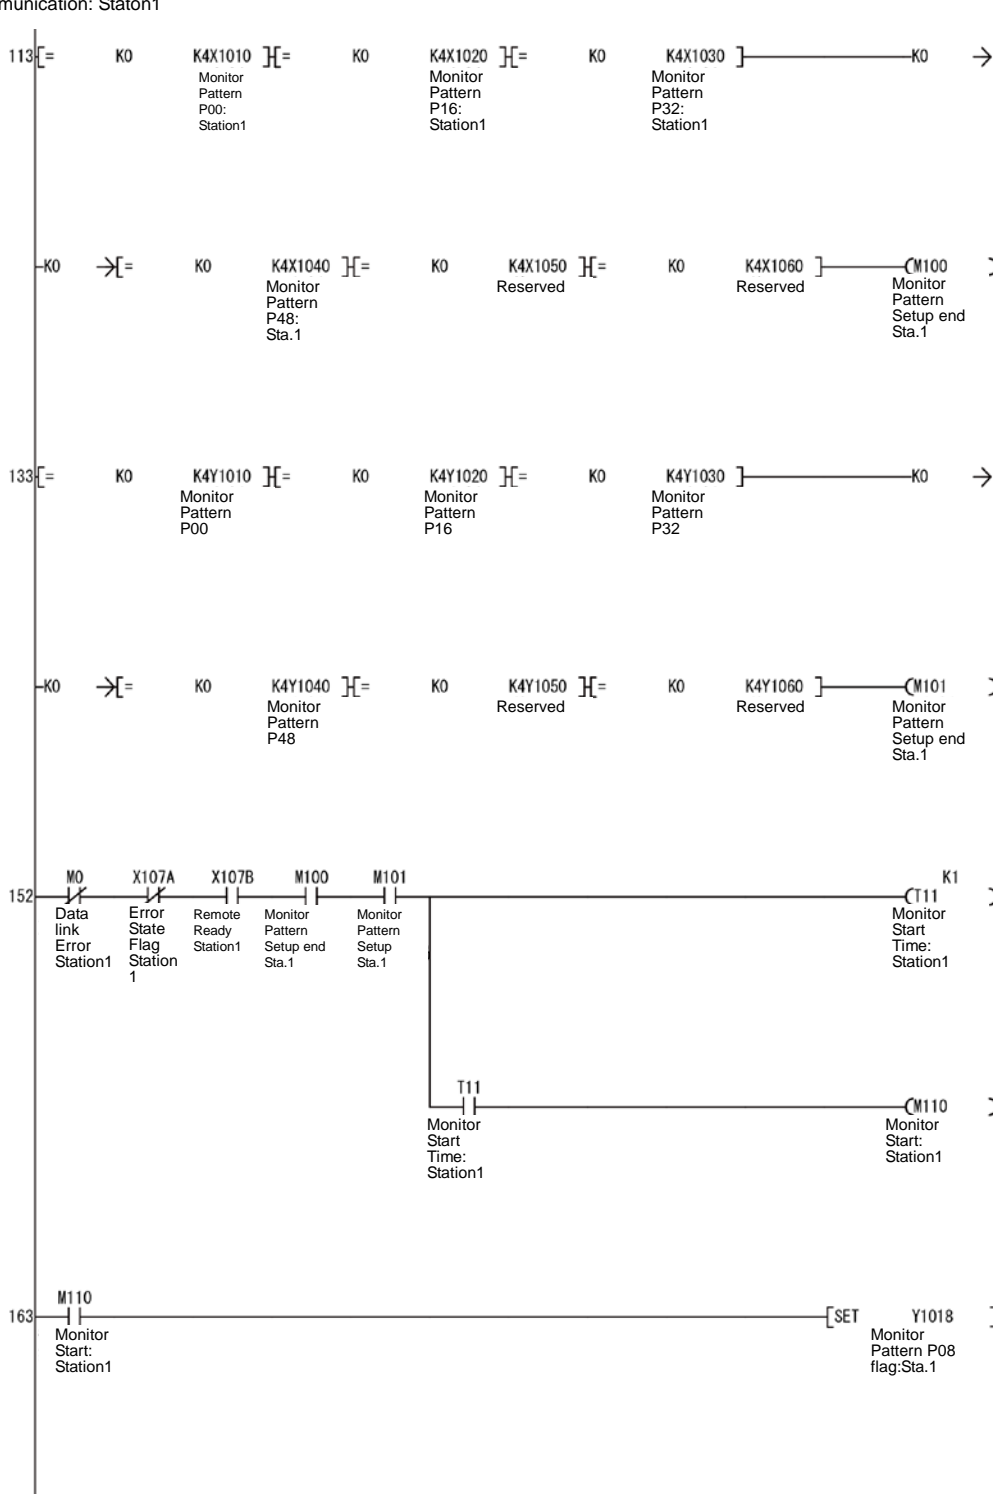 munication: Staton1
113 [= K0 K4X1010 ][= K0 K4X1020 ][= K0 K4X1030 ] K0
Monitor Pattern P00: Station1
Monitor Pattern P16: Station1
Monitor Pattern P32: Station1
K0 [= K0 K4X1040 ][= K0 K4X1050 ][= K0 K4X1060 ] (M100 )
Monitor Pattern P48: Sta.1
Reserved
Reserved
Monitor Pattern Setup end Sta.1
133 [= K0 K4Y1010 ][= K0 K4Y1020 ][= K0 K4Y1030 ] K0
Monitor Pattern P00
Monitor Pattern P16
Monitor Pattern P32
K0 [= K0 K4Y1040 ][= K0 K4Y1050 ][= K0 K4Y1060 ] (M101 )
Monitor Pattern P48
Reserved
Reserved
Monitor Pattern Setup end Sta.1
M0 X107A X107B M100 M101 K1
152 (T11 )
Data link Error Station1
Error State Flag Station 1
Remote Ready Station1
Monitor Pattern Setup end Sta.1
Monitor Pattern Setup Sta.1
Monitor Start Time: Station1
T11 (M110 )
Monitor Start Time: Station1
Monitor Start: Station1
M110
163 [SET Y1018 ]
Monitor Start: Station1
Monitor Pattern P08 flag:Sta.1